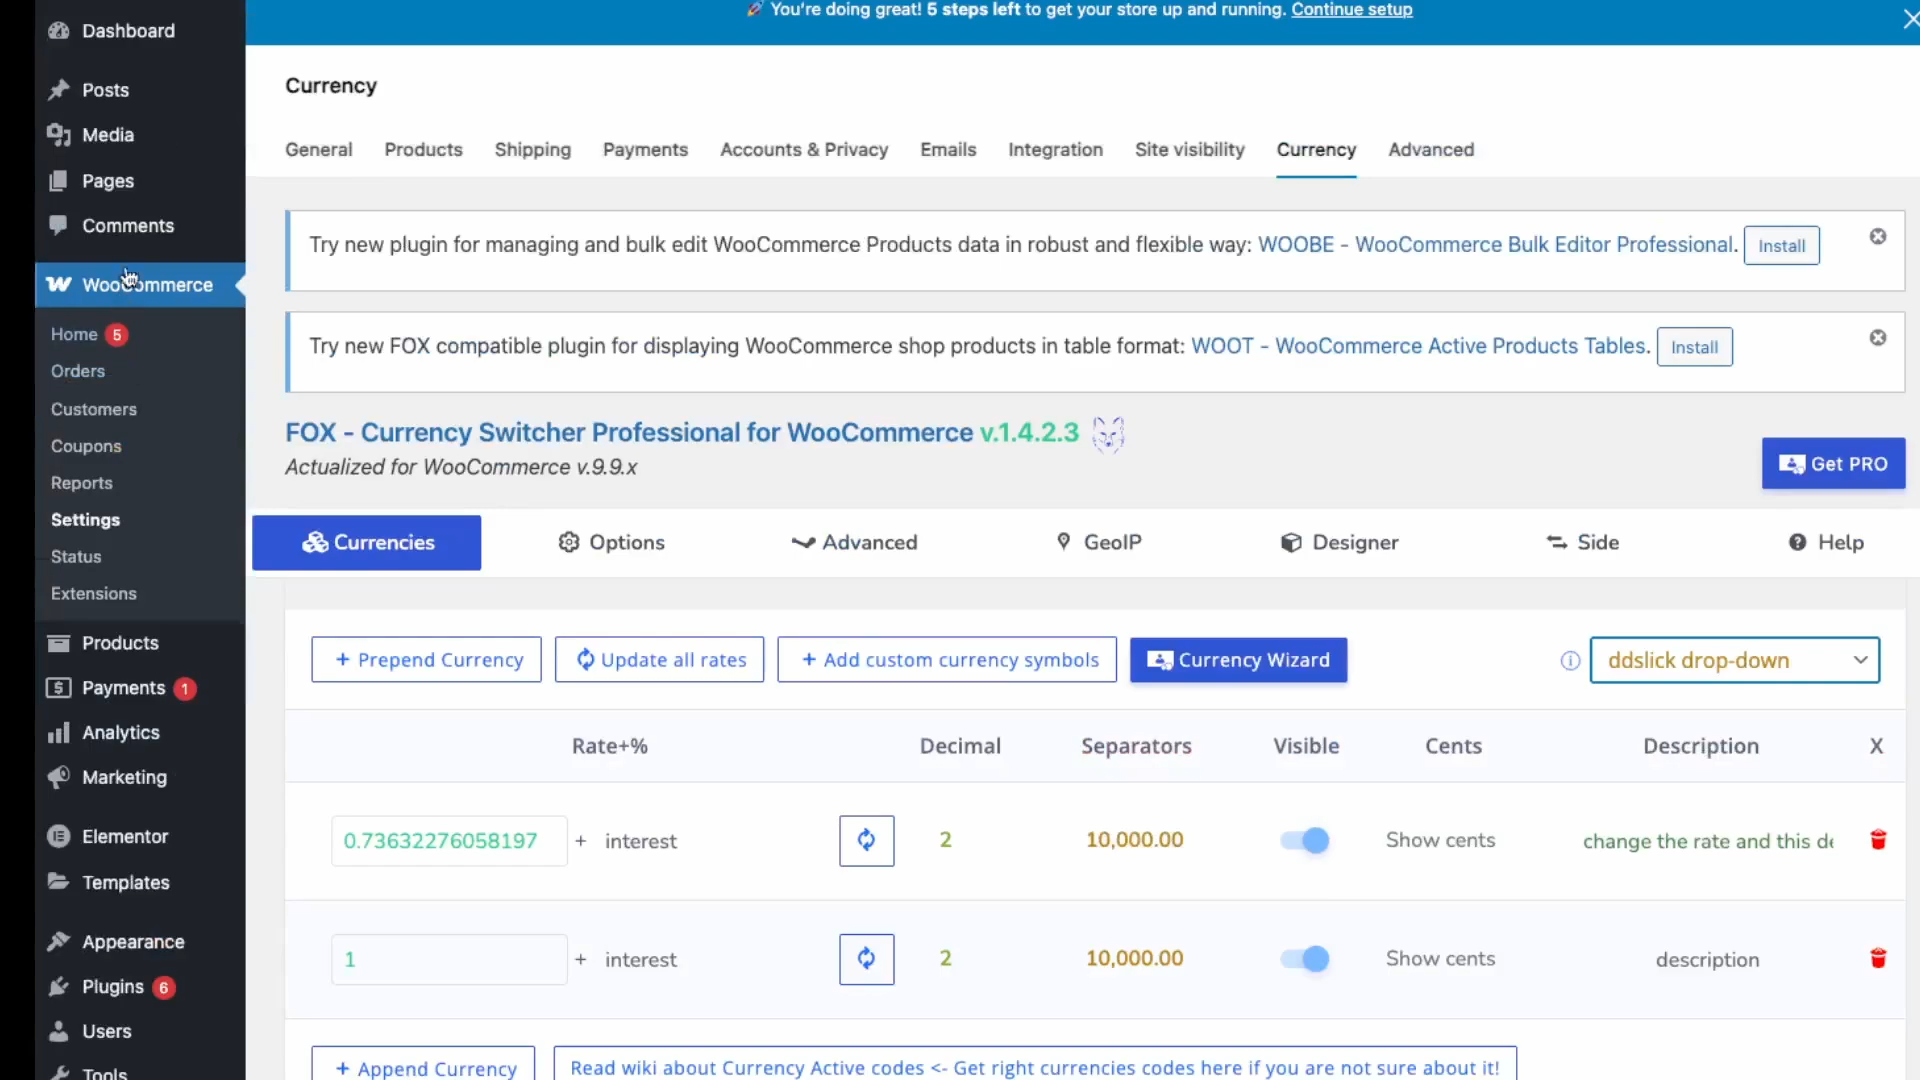 You're doing great! 5 steps left to get your store up and running. Continue setup
Dashboard
Posts
Media
Pages
Comments
WooCommerce
Home 5
Orders
Customers
Coupons
Reports
Settings
Status
Extensions
Products
Payments 1
Analytics
Marketing
Elementor
Templates
Appearance
Plugins 6
Users
Tools
Currency
General Products Shipping Payments Accounts & Privacy Emails Integration Site visibility Currency Advanced
Try new plugin for managing and bulk edit WooCommerce Products data in robust and flexible way: WOOBE - WooCommerce Bulk Editor Professional. Install
Try new FOX compatible plugin for displaying WooCommerce shop products in table format: WOOT - WooCommerce Active Products Tables. Install
FOX - Currency Switcher Professional for WooCommerce v.1.4.2.3
Actualized for WooCommerce v.9.9.x
Get PRO
Currencies Options Advanced GeoIP Designer Side Help
+ Prepend Currency Update all rates + Add custom currency symbols Currency Wizard ddslick drop-down
Rate+% Decimal Separators Visible Cents Description X
0.73632276058197 + interest 2 10,000.00 Show cents change the rate and this de
1 + interest 2 10,000.00 Show cents description
+ Append Currency Read wiki about Currency Active codes <- Get right currencies codes here if you are not sure about it!